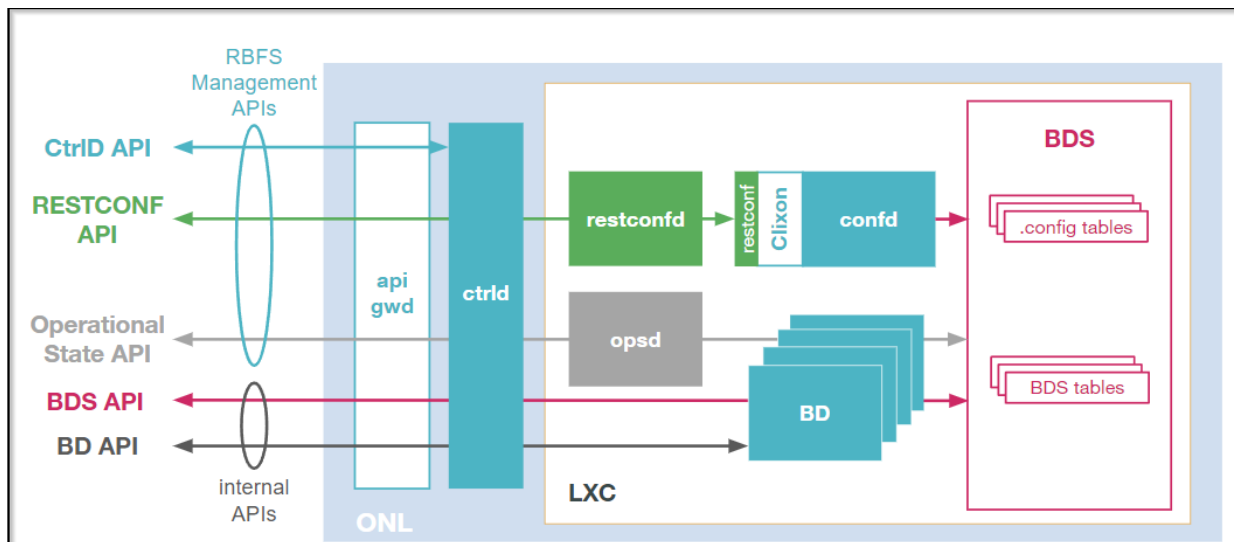 RBFS
Management
APIs
CtrlD API
RESTCONF
API
Operational
State API
BDS API
BD API
internal
APIs
api
gwd
ctrld
ONL
restconfd
restconf
Clixon
confd
opsd
BD
LXC
BDS
.config tables
BDS tables